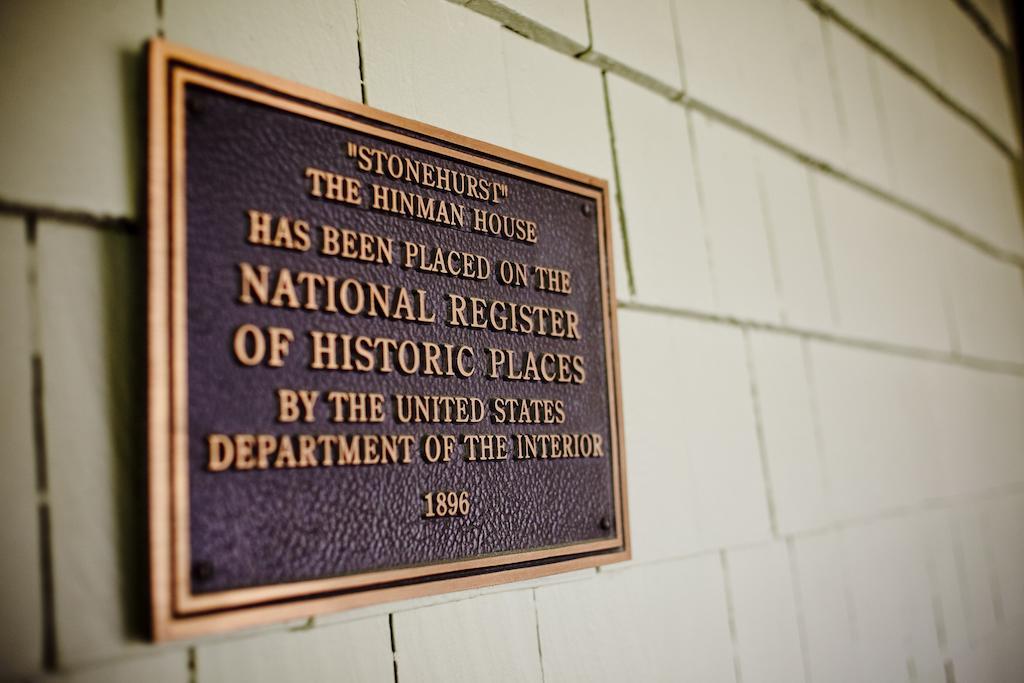 "STONEHURST"
THE HINMAN HOUSE
HAS BEEN PLACED ON THE
NATIONAL REGISTER
OF HISTORIC PLACES
BY THE UNITED STATES
DEPARTMENT OF THE INTERIOR
1896